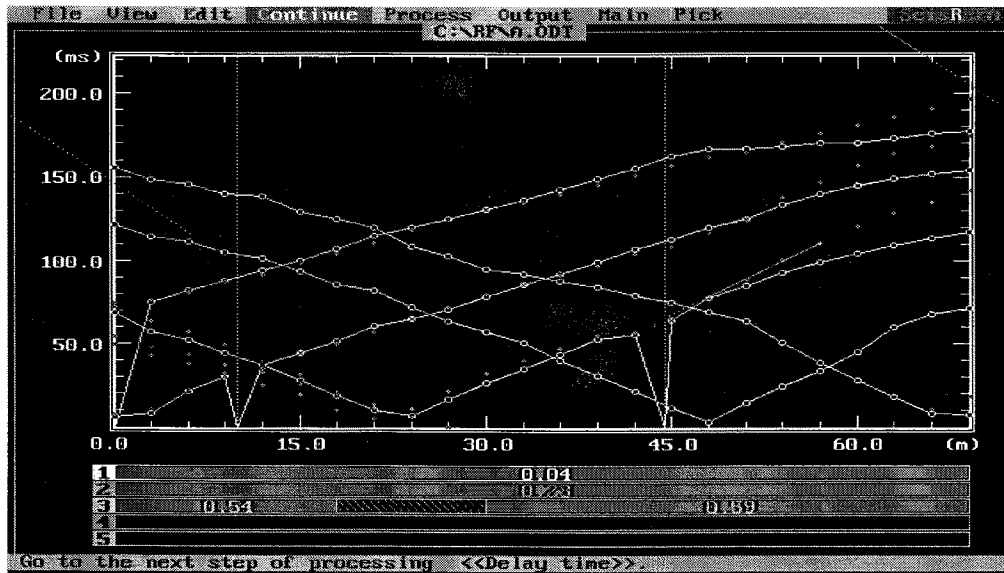 File View Edit Continue Process Output Main Pick
C:\RF\n.ODT
(ms)
200.0
150.0
100.0
50.0
0.0 15.0 30.0 45.0 60.0 (m)
1 0.04
2
3 0.54 0.59
4
5
Go to the next step of processing <<Delay time>>.